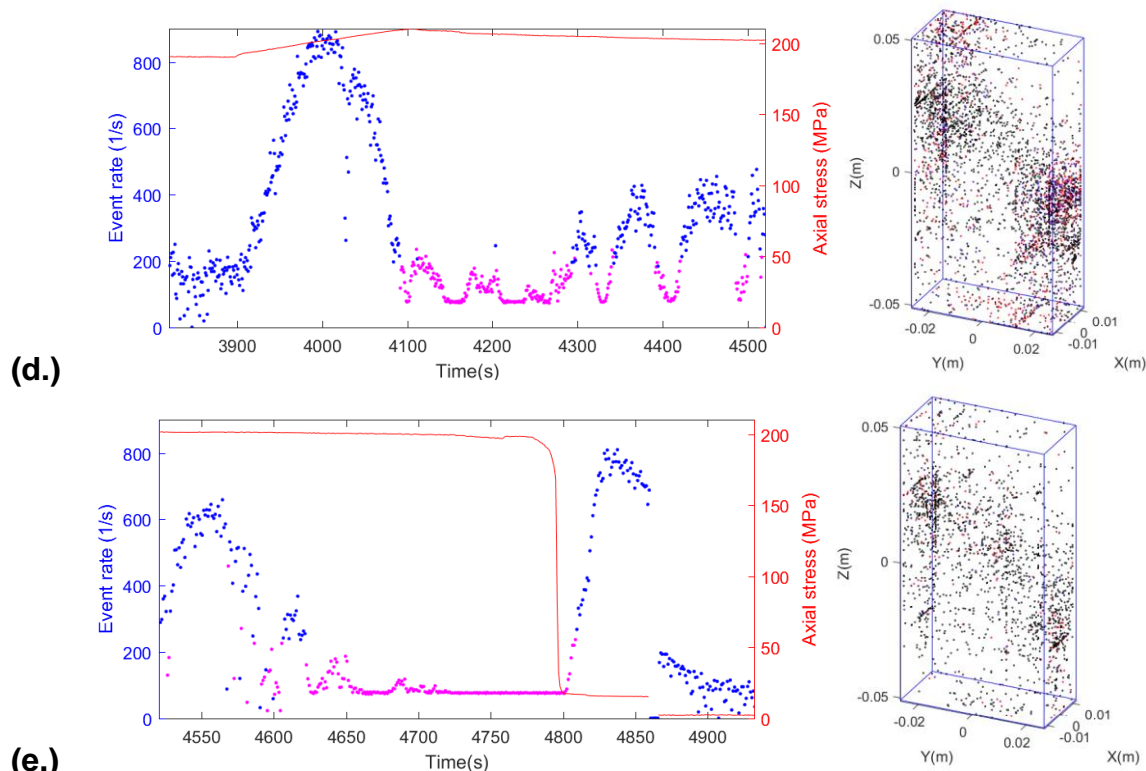 800
600
400
200
0
Event rate (1/s)
200
150
100
50
0
Axial stress (MPa)
3900 4000 4100 4200 4300 4400 4500
Time(s)
0.05
0
-0.05
Z(m)
-0.02 0 0.02
Y(m)
0.01
0
-0.01
X(m)
(d.)
800
600
400
200
0
Event rate (1/s)
200
150
100
50
0
Axial stress (MPa)
4550 4600 4650 4700 4750 4800 4850 4900
Time(s)
0.05
0
-0.05
Z(m)
-0.02 0 0.02
Y(m)
0.01
0
-0.01
X(m)
(e.)